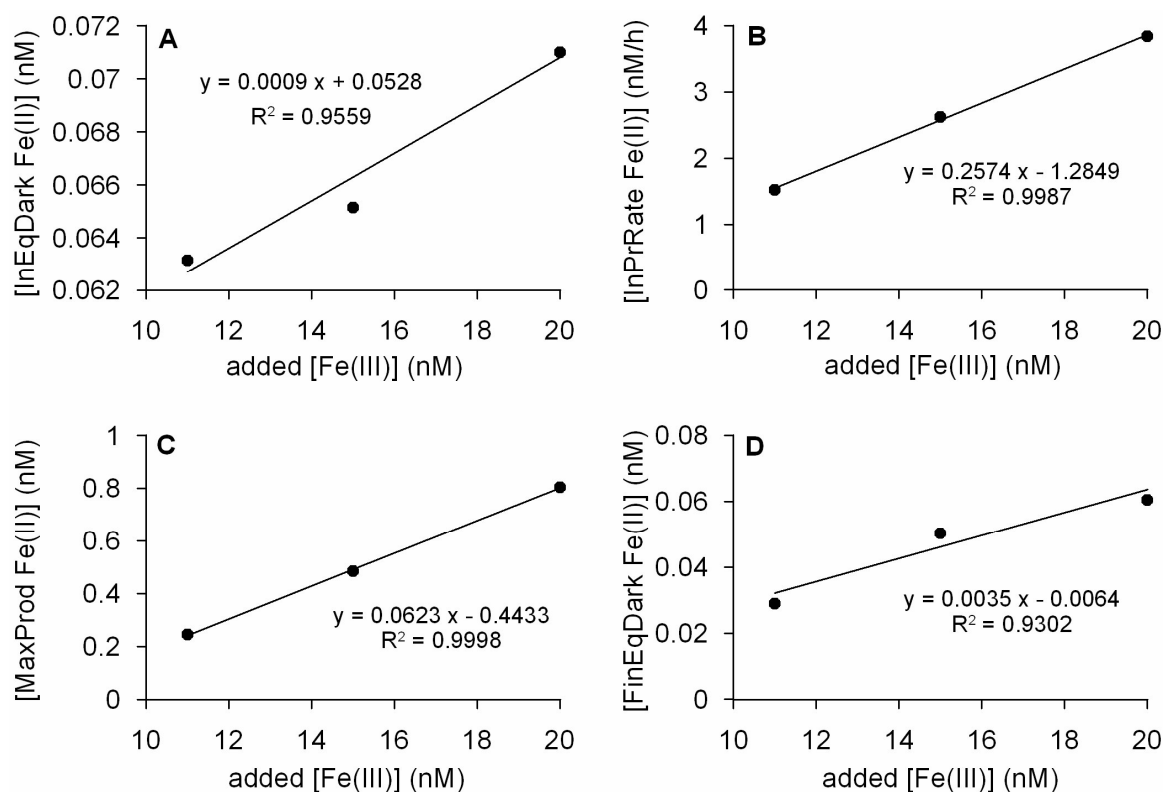 A
[InEqDark Fe(II)] (nM)
0.072
0.07
0.068
0.066
0.064
0.062
y = 0.0009 x + 0.0528
R² = 0.9559
10 12 14 16 18 20
added [Fe(III)] (nM)
B
[InPrRate Fe(II)] (nM/h)
4
3
2
1
0
y = 0.2574 x - 1.2849
R² = 0.9987
10 12 14 16 18 20
added [Fe(III)] (nM)
C
[MaxProd Fe(II)] (nM)
1
0.8
0.6
0.4
0.2
0
y = 0.0623 x - 0.4433
R² = 0.9998
10 12 14 16 18 20
added [Fe(III)] (nM)
D
[FinEqDark Fe(II)] (nM)
0.08
0.06
0.04
0.02
0
y = 0.0035 x - 0.0064
R² = 0.9302
10 12 14 16 18 20
added [Fe(III)] (nM)